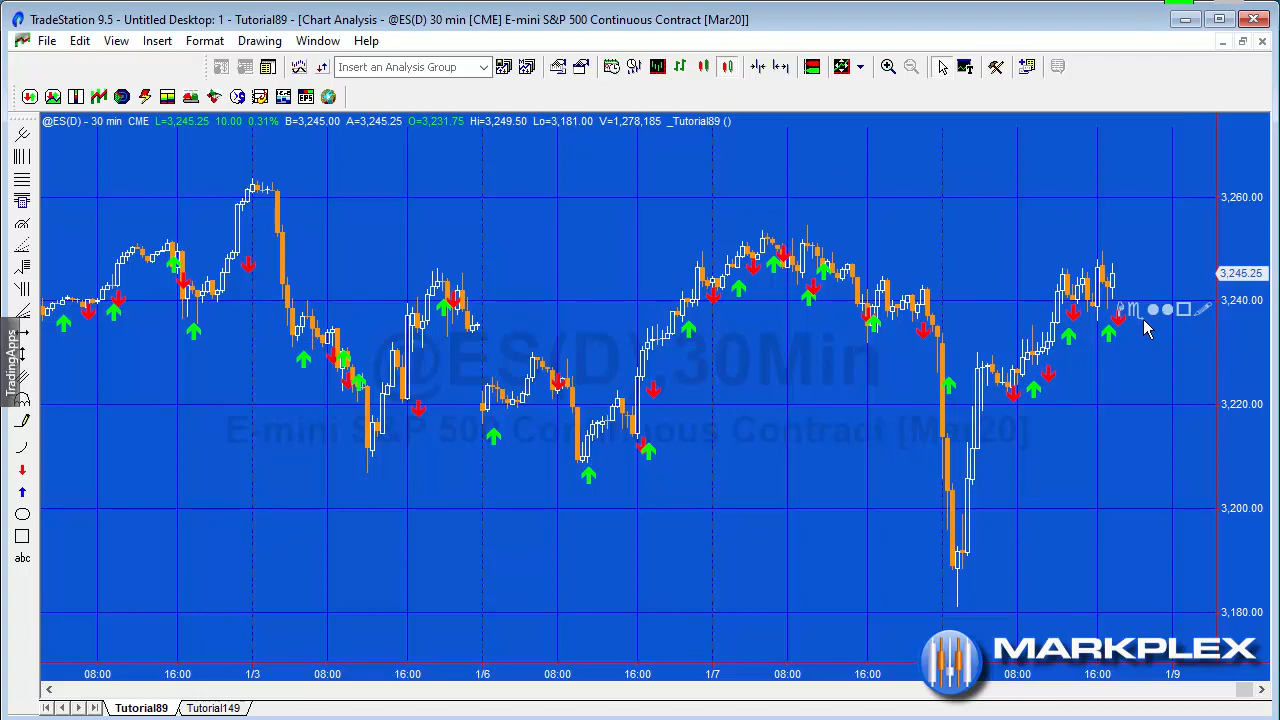 TradeStation 9.5 - Untitled Desktop: 1 - Tutorial89 - [Chart Analysis - @ES(D) 30 min [CME] E-mini S&P 500 Continuous Contract [Mar20]]
File Edit View Insert Format Drawing Window Help
Insert an Analysis Group
@ES(D) - 30 min CME L=3,245.25 10.00 0.31% B=3,245.00 A=3,245.25 O=3,231.75 Hi=3,249.50 Lo=3,181.00 V=1,278,185 _Tutorial89 ()
3,260.00
3,245.25
3,240.00
TradingApps
@ES(D),30Min
E-mini S&P 500 Continuous Contract [Mar20]
3,220.00
3,200.00
abc
3,180.00
MARKPLEX
08:00 16:00 1/3 08:00 16:00 1/6 08:00 16:00 1/7 08:00 16:00 08:00 16:00 1/9
Tutorial89 Tutorial149